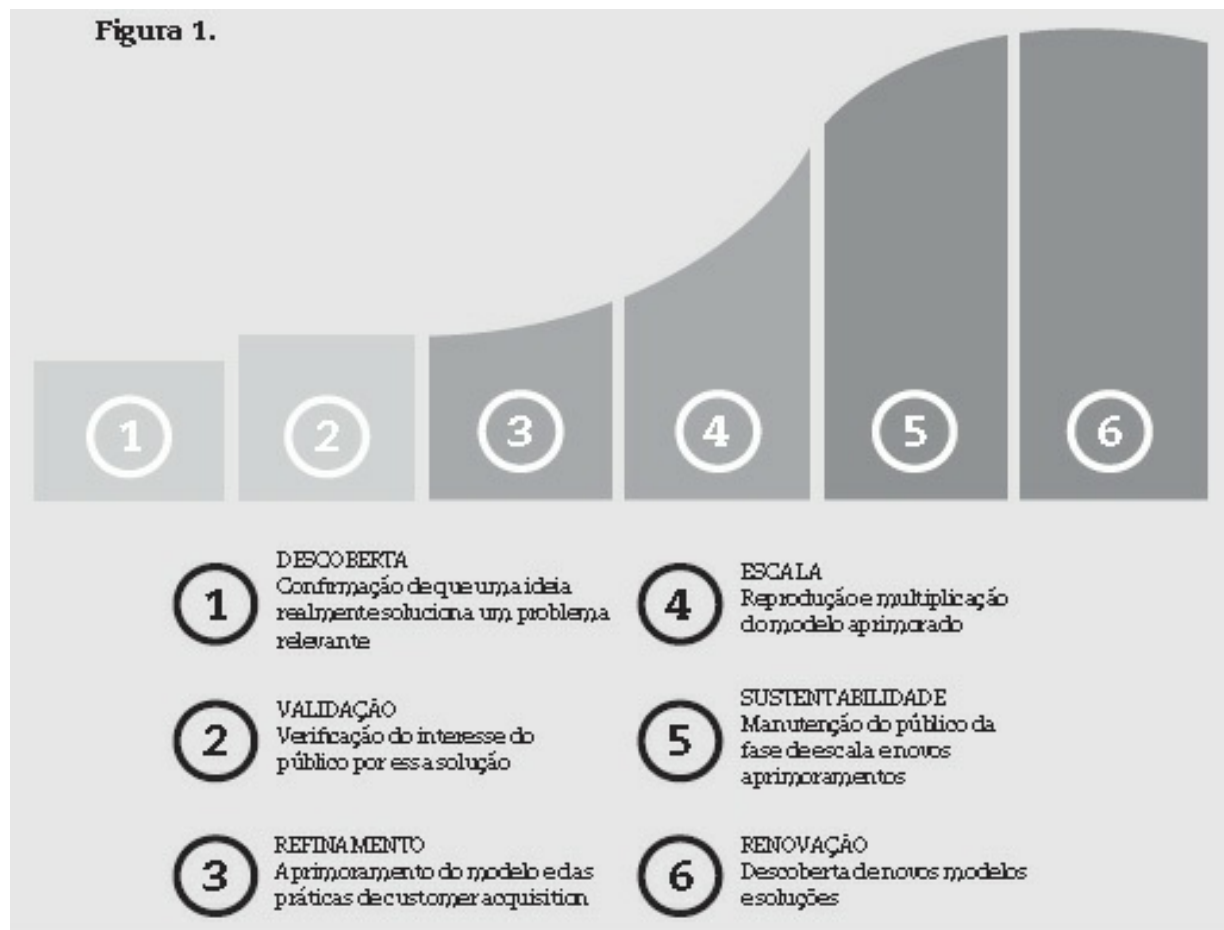 Figura 1.
1
2
3
4
5
6
1
DESCOBERTA
Confirmação de que uma ideia
realmente soluciona um problema
relevante
2
VALIDAÇÃO
Verificação do interesse do
público por essa solução
3
REFINAMENTO
Aprimoramento do modelo e das
práticas de customer acquisition
4
ESCALA
Reprodução e multiplicação
do modelo aprimorado
5
SUSTENTABILIDADE
Manutenção do público da
fase de escala e novos
aprimoramentos
6
RENOVAÇÃO
Descoberta de novos modelos
e soluções